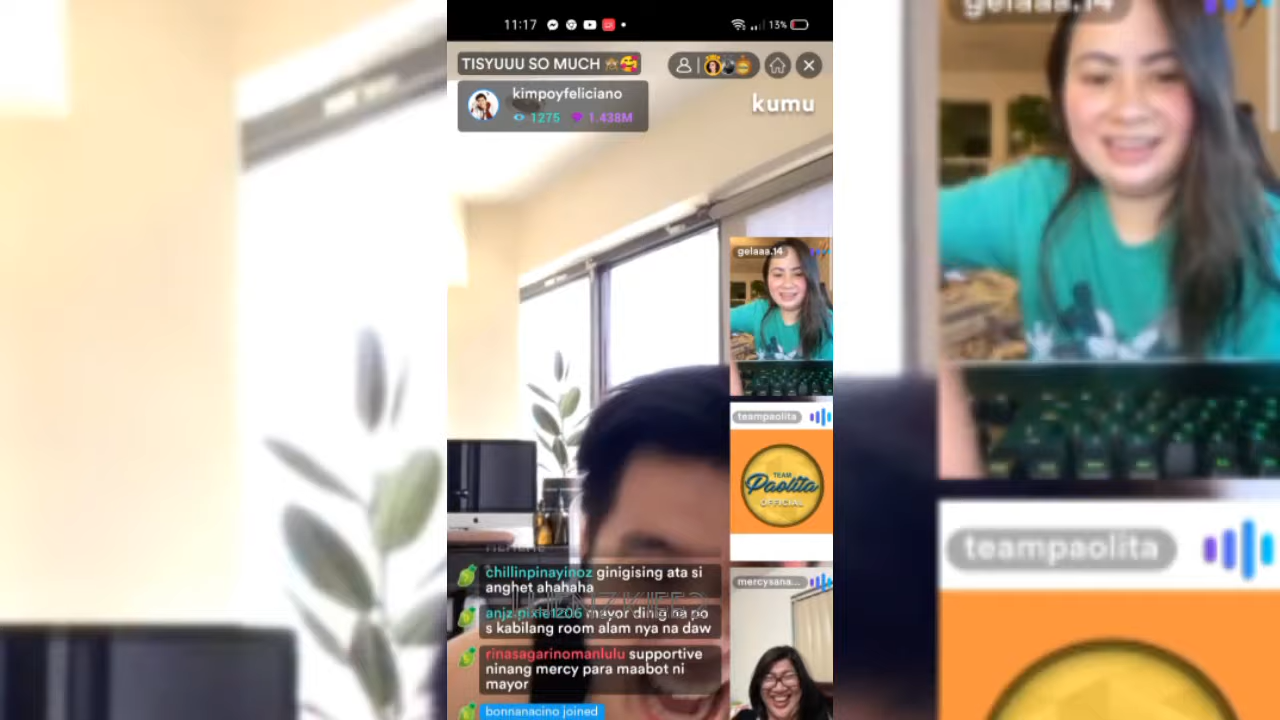 11:17
13%
TISYUUU SO MUCH
kimpoyfeliciano
1275 1.438M
kumu
gelaaa.14
teampaolita
TEAM
Paolita
OFFICIAL
mercysana...
chillinpinayinoz ginigising ata si
anghet ahahaha
anjz.pixie1206 mayor dinig na po
s kabilang room alam nya na daw
rinasagarinomanlulu supportive
ninang mercy para maabot ni
mayor
bonnanacino joined
gelaaa.14
teampaolita